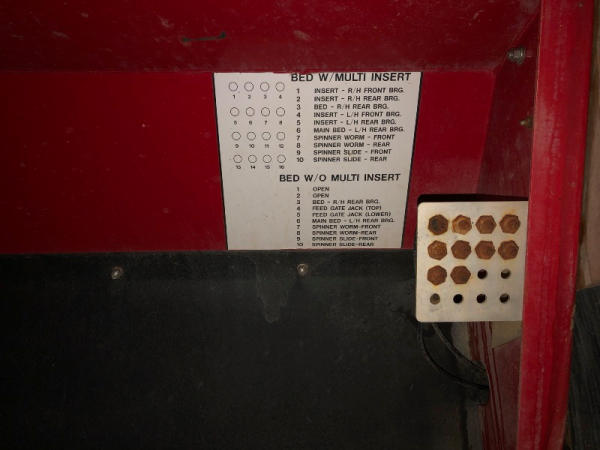 BED W/MULTI INSERT
1 2 3 4
5 6 7 8
9 10 11 12
13 14 15 16
1 INSERT - R/H FRONT BRG.
2 INSERT - R/H REAR BRG.
3 BED - R/H REAR BRG.
4 INSERT - L/H FRONT BRG.
5 INSERT - L/H REAR BRG.
6 MAIN BED - L/H REAR BRG.
7 SPINNER WORM - FRONT
8 SPINNER WORM - REAR
9 SPINNER SLIDE - FRONT
10 SPINNER SLIDE - REAR
BED W/O MULTI INSERT
1 OPEN
2 OPEN
3 BED - R/H REAR BRG.
4 FEED GATE JACK (TOP)
5 FEED GATE JACK (LOWER)
6 MAIN BED - L/H REAR BRG.
7 SPINNER WORM-FRONT
8 SPINNER WORM-REAR
9 SPINNER SLIDE-FRONT
10 SPINNER SLIDE-REAR